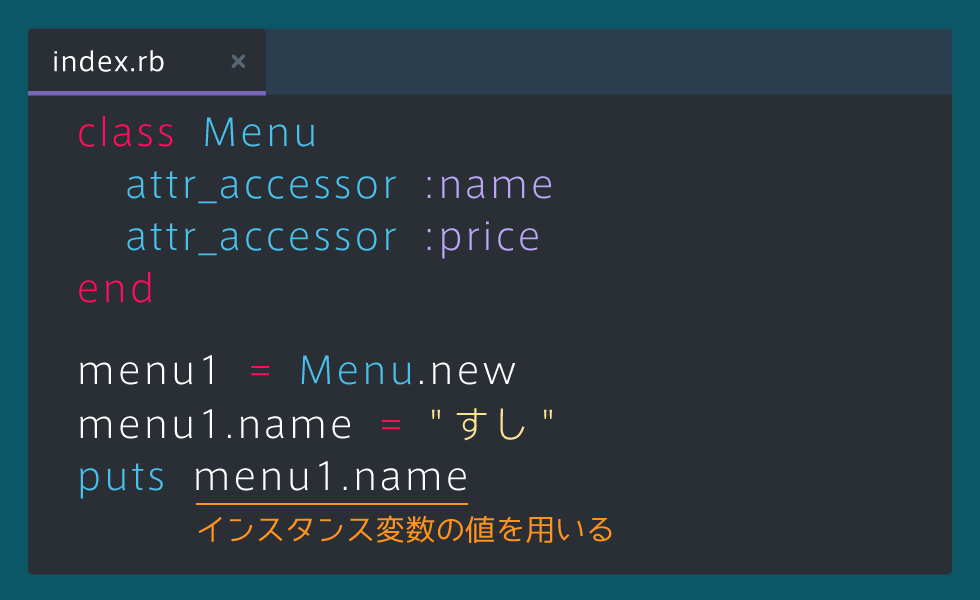 index.rb ×
class Menu
attr_accessor :name
attr_accessor :price
end
menu1 = Menu.new
menu1.name = "すし"
puts menu1.name
インスタンス変数の値を用いる